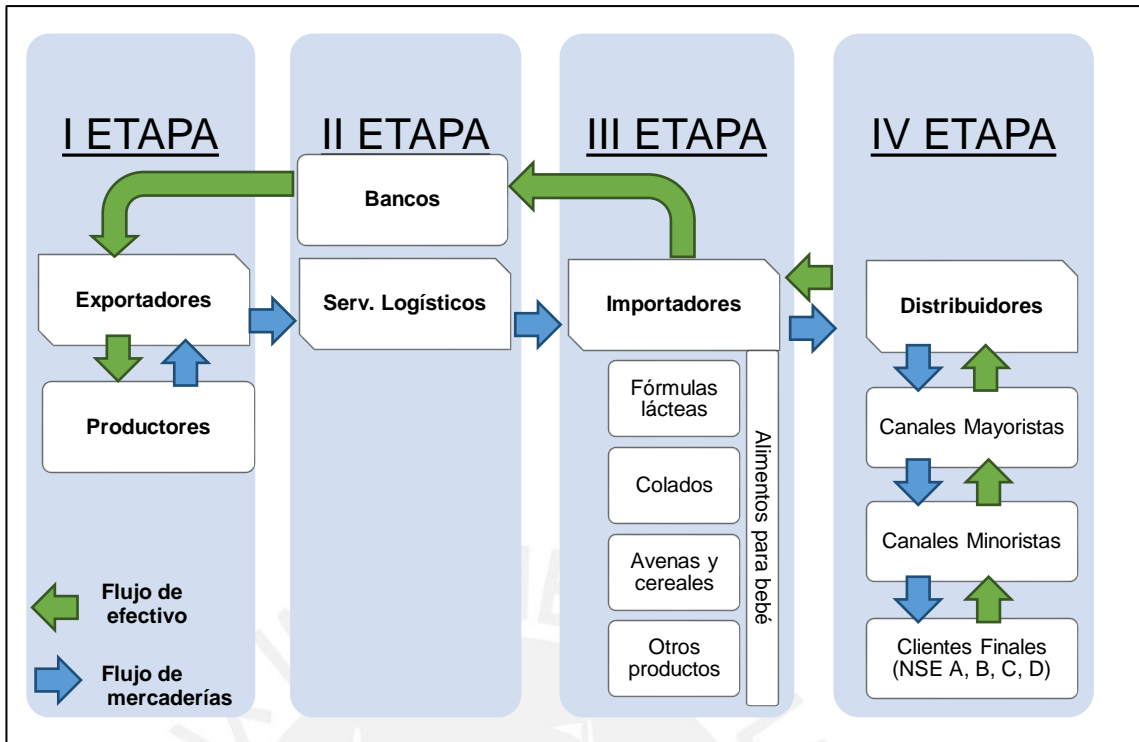 I ETAPA
II ETAPA
III ETAPA
IV ETAPA
Bancos
Exportadores
Serv. Logísticos
Importadores
Distribuidores
Productores
Fórmulas
lácteas
Colados
Avenas y
cereales
Otros
productos
Alimentos para bebé
Canales Mayoristas
Canales Minoristas
Clientes Finales
(NSE A, B, C, D)
Flujo de
efectivo
Flujo de
mercaderías